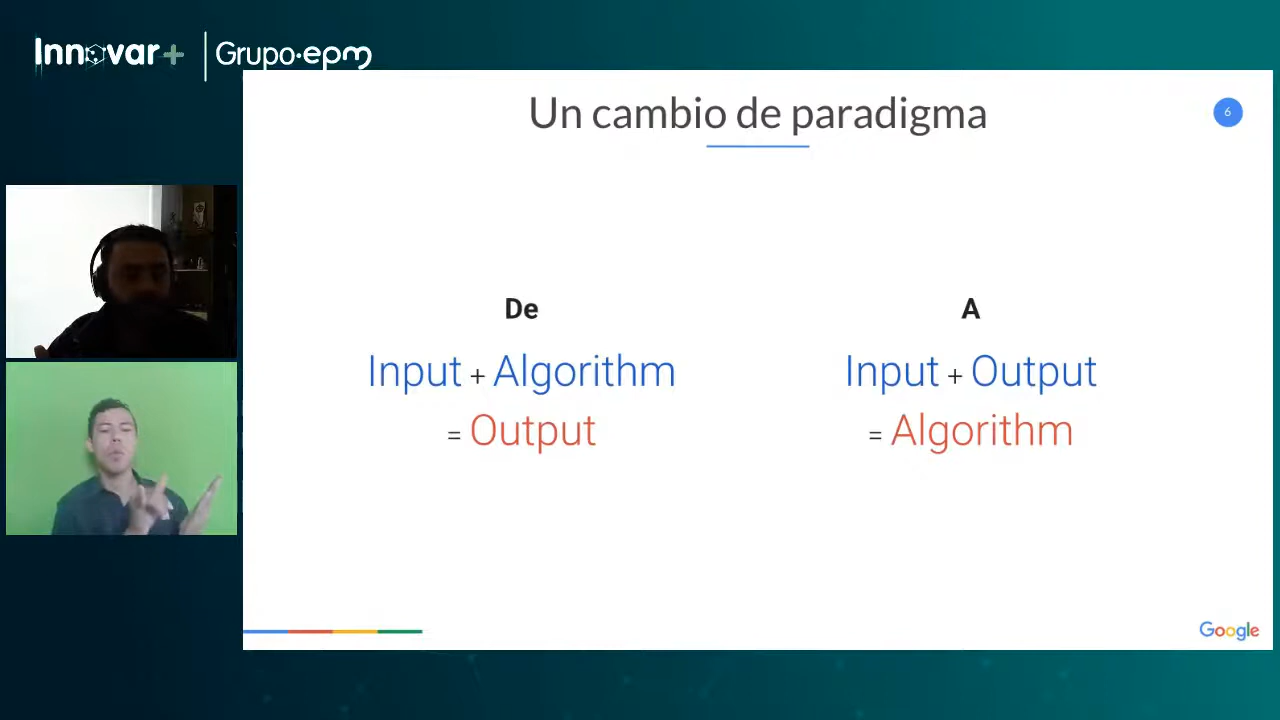 Innovar+ Grupo·epm
Un cambio de paradigma
6
De
Input + Algorithm
= Output
A
Input + Output
= Algorithm
Google